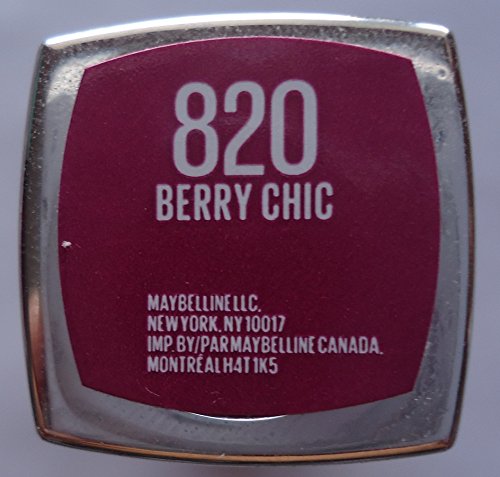 820
BERRY CHIC
MAYBELLINE LLC.
NEW YORK, NY 10017
IMP. BY/PAR MAYBELLINE CANADA,
MONTRÉAL H4T 1K5